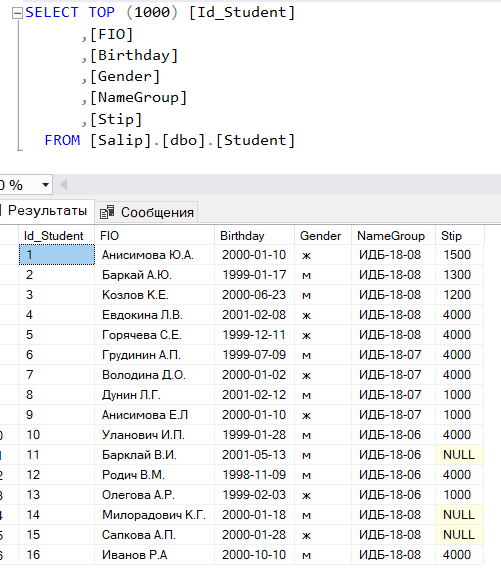 SELECT TOP (1000) [Id_Student]
,[FIO]
,[Birthday]
,[Gender]
,[NameGroup]
,[Stip]
FROM [Salip].[dbo].[Student]
0 %
Результаты Сообщения
Id_Student FIO Birthday Gender NameGroup Stip
1 Анисимова Ю.А. 2000-01-10 ж ИДБ-18-08 1500
2 Баркай А.Ю. 1999-01-17 м ИДБ-18-08 1300
3 Козлов К.Е. 2000-06-23 м ИДБ-18-08 1200
4 Евдокина Л.В. 2001-02-08 ж ИДБ-18-08 4000
5 Горячева С.Е. 1999-12-11 ж ИДБ-18-08 4000
6 Грудинин А.П. 1999-07-09 м ИДБ-18-07 4000
7 Володина Д.О. 2000-01-02 ж ИДБ-18-07 4000
8 Дунин Л.Г. 2001-02-12 м ИДБ-18-07 1000
9 Анисимова Е.Л 2000-01-10 ж ИДБ-18-07 1000
0 10 Уланович И.П. 1999-01-28 м ИДБ-18-06 4000
1 11 Барклай В.И. 2001-05-13 м ИДБ-18-06 NULL
2 12 Родич В.М. 1998-11-09 м ИДБ-18-06 4000
3 13 Олегова А.Р. 1999-02-03 ж ИДБ-18-06 1000
4 14 Милорадович К.Г. 2000-01-18 м ИДБ-18-08 NULL
5 15 Сапкова А.П. 2000-01-28 ж ИДБ-18-08 NULL
6 16 Иванов Р.А 2000-10-10 м ИДБ-18-08 4000